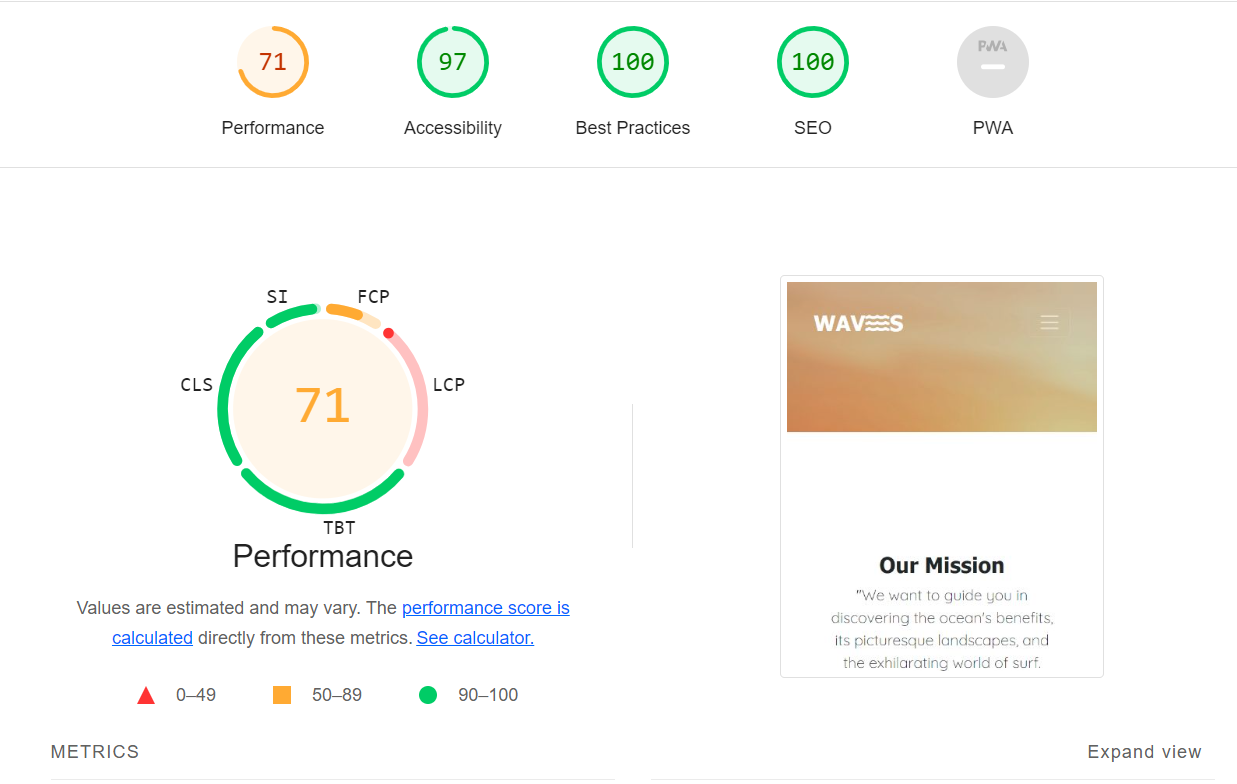 71
97
100
100
PWA
Performance
Accessibility
Best Practices
SEO
PWA
SI
FCP
CLS
LCP
71
TBT
Performance
Values are estimated and may vary. The performance score is
calculated directly from these metrics. See calculator.
0–49
50–89
90–100
WAVES
Our Mission
"We want to guide you in
discovering the ocean's benefits,
its picturesque landscapes, and
the exhilarating world of surf.
METRICS
Expand view